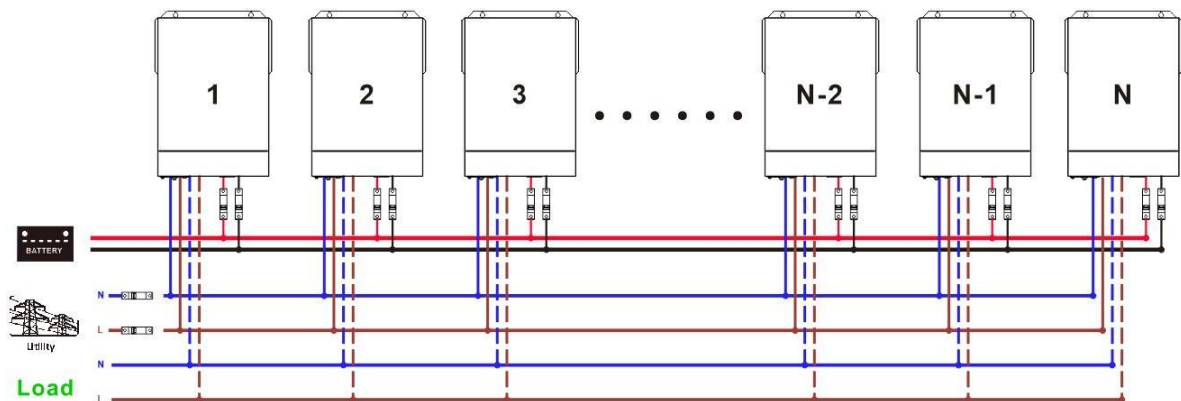 1 2 3 N-2 N-1 N
BATTERY
N
L
Utility
N
Load
L